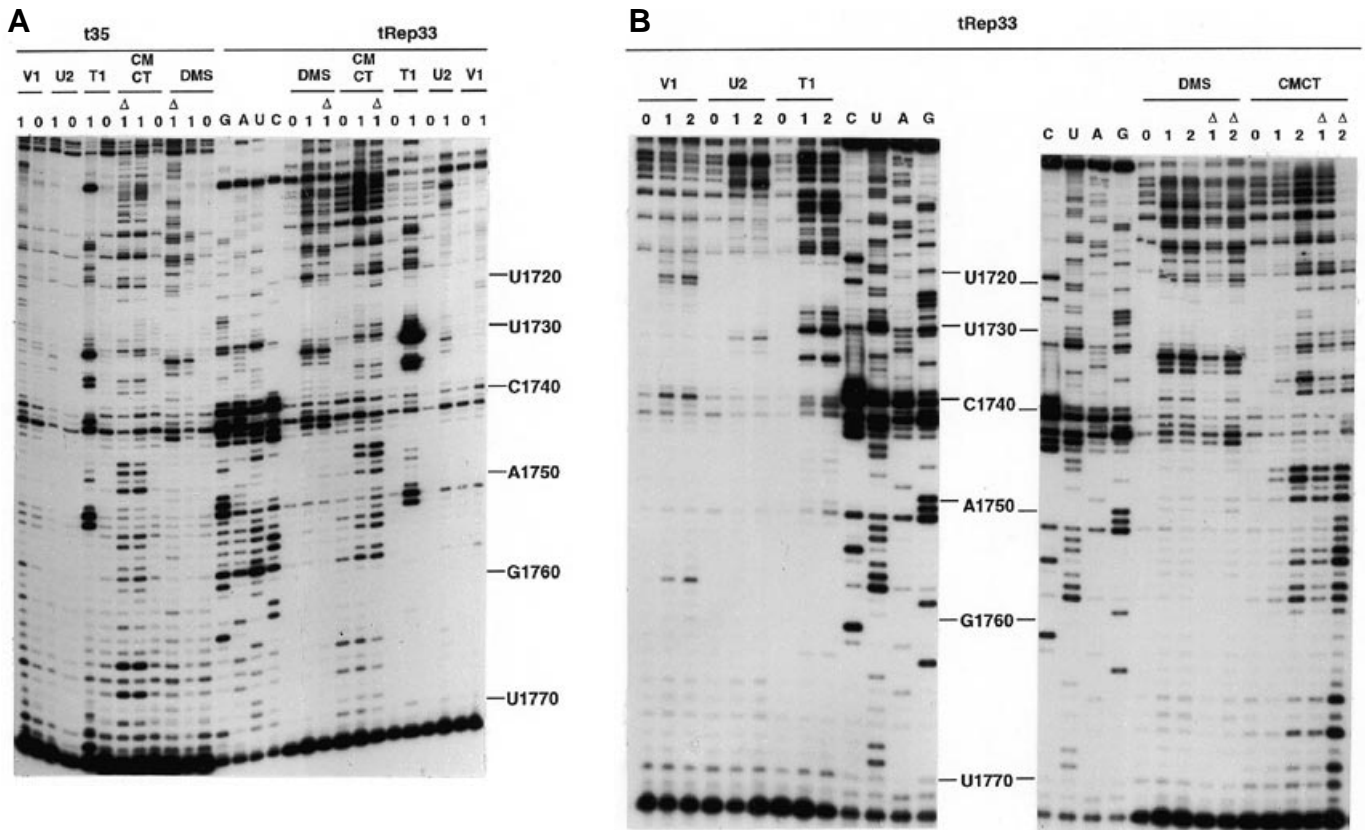 A
t35
tRep33
V1 U2 T1 CM CT DMS DMS CM CT T1 U2 V1
Δ Δ Δ Δ
1 0 1 0 1 0 1 1 0 1 1 0 G A U C 0 1 1 0 1 1 0 1 0 1 0 1
U1720
U1730
C1740
A1750
G1760
U1770
B
tRep33
V1 U2 T1 DMS CMCT
Δ Δ Δ Δ
0 1 2 0 1 2 0 1 2 C U A G C U A G 0 1 2 1 2 0 1 2 1 2
U1720
U1730
C1740
A1750
G1760
U1770